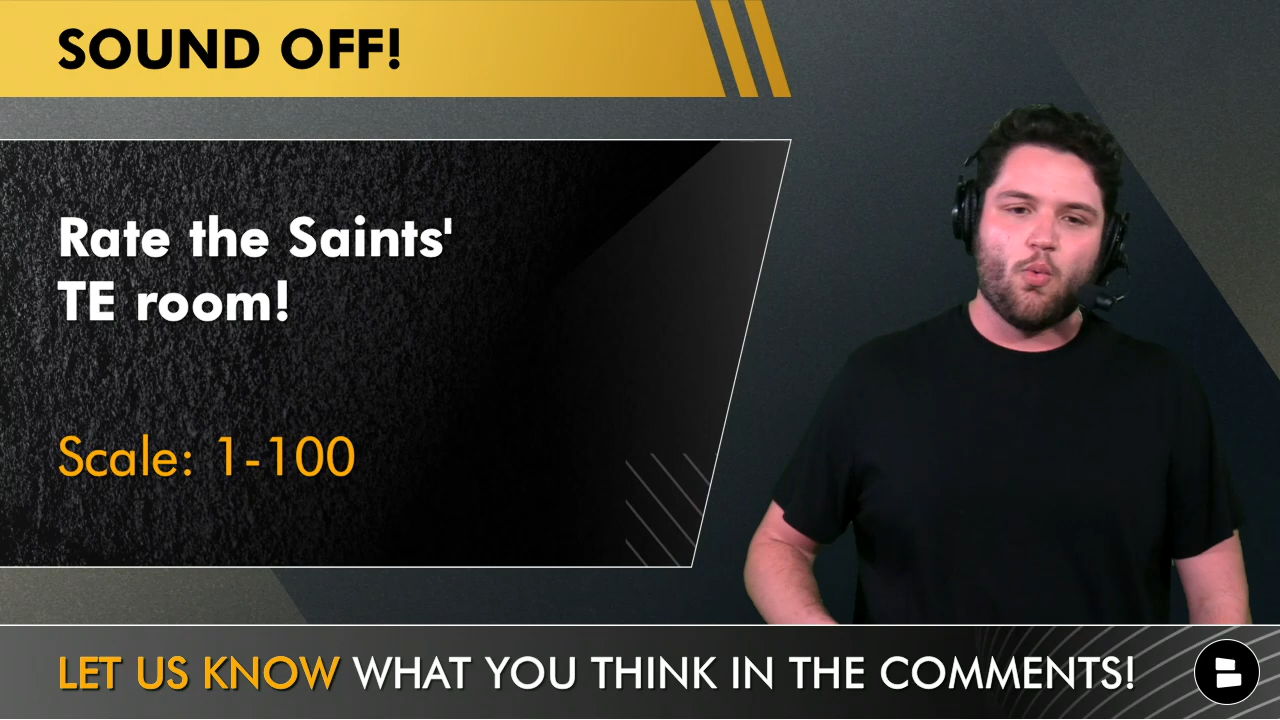 SOUND OFF!
Rate the Saints'
TE room!
Scale: 1-100
LET US KNOW WHAT YOU THINK IN THE COMMENTS!